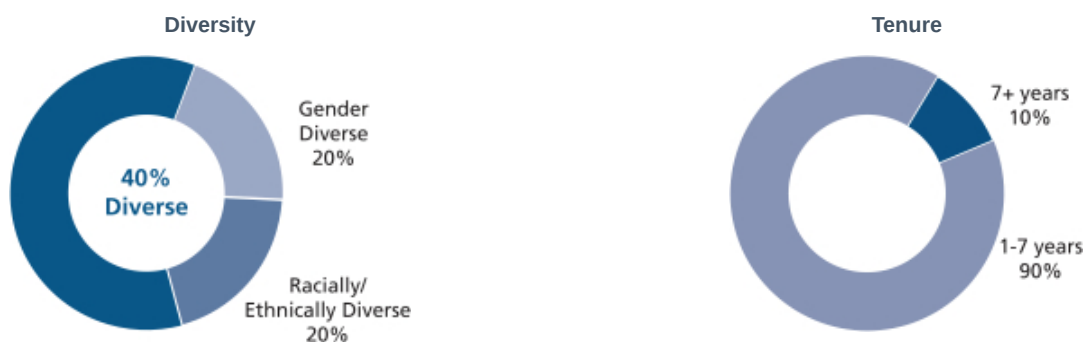 Diversity
Gender
Diverse
20%
40%
Diverse
Racially/
Ethnically Diverse
20%
Tenure
7+ years
10%
1-7 years
90%